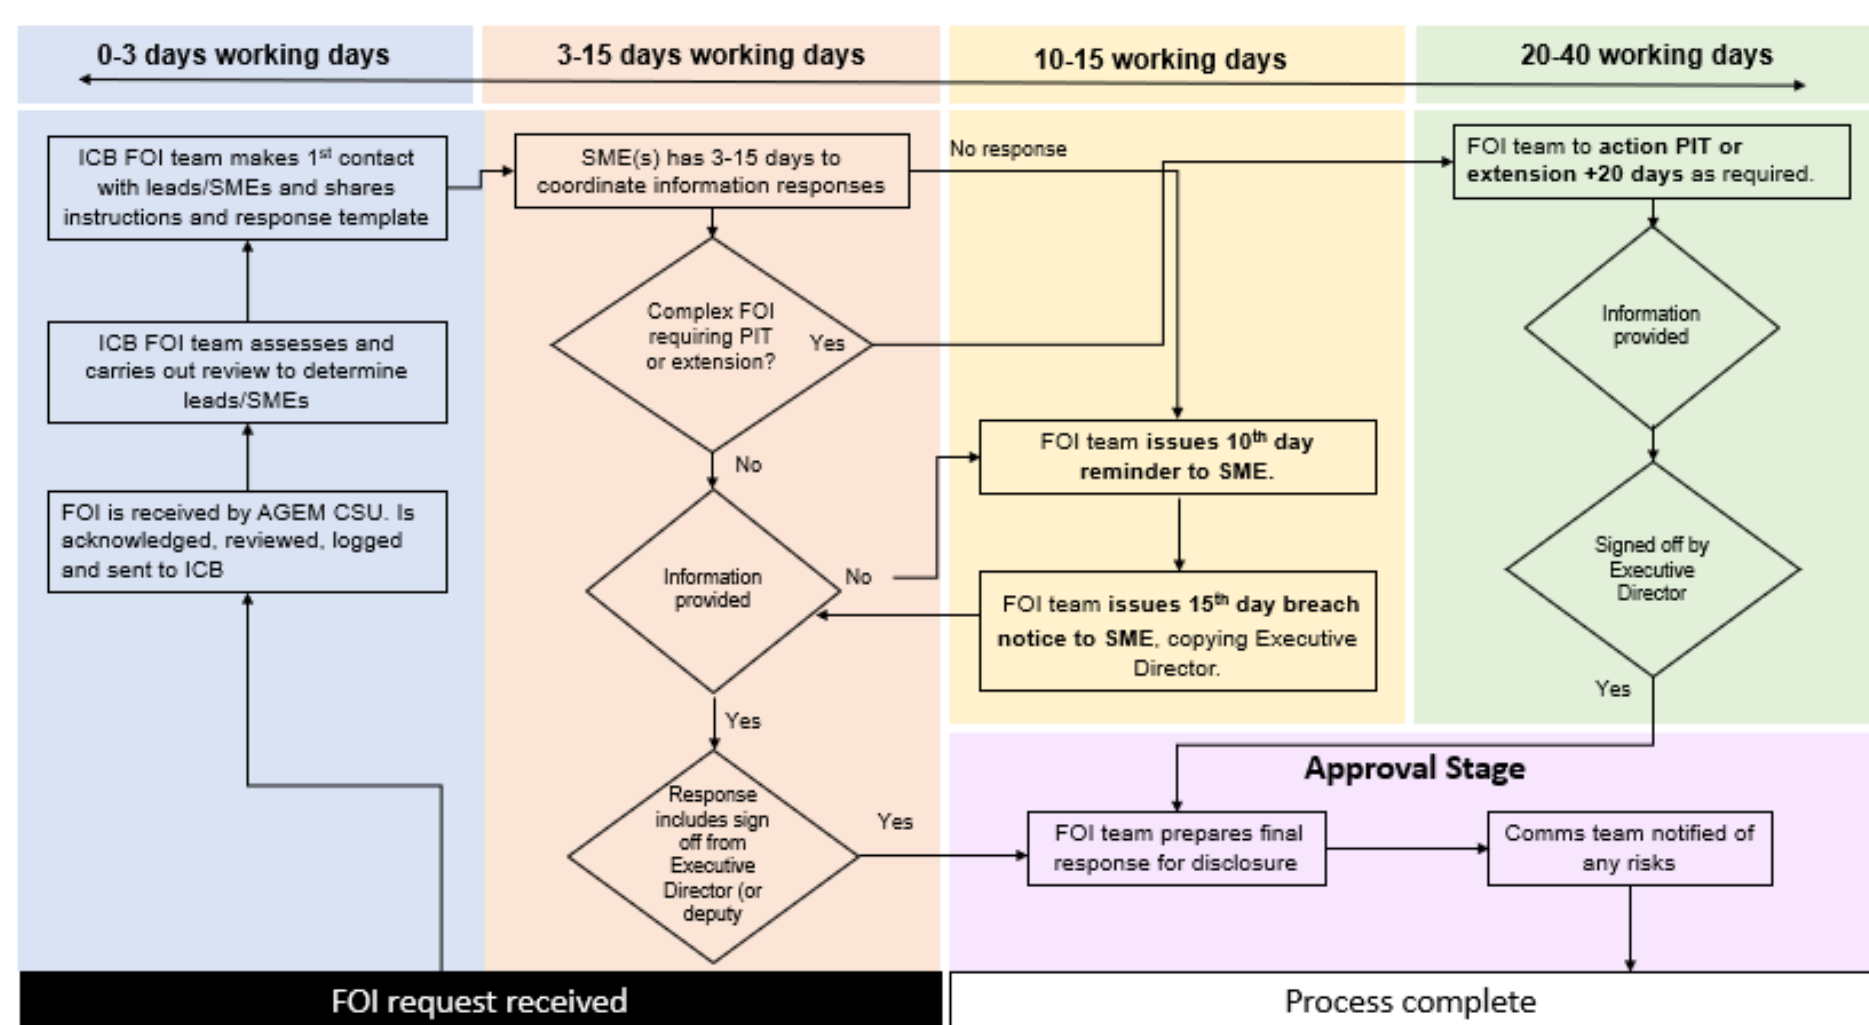 0-3 days working days
3-15 days working days
10-15 working days
20-40 working days
ICB FOI team makes 1st contact
with leads/SMEs and shares
instructions and response template
ICB FOI team assesses and
carries out review to determine
leads/SMEs
FOI is received by AGEM CSU. Is
acknowledged, reviewed, logged
and sent to ICB
SME(s) has 3-15 days to
coordinate information responses
No response
Complex FOI
requiring PIT
or extension?
Yes
No
Information
provided
No
Yes
Response
includes sign
off from
Executive
Director (or
deputy
Yes
FOI team issues 10th day
reminder to SME.
FOI team issues 15th day breach
notice to SME, copying Executive
Director.
FOI team to action PIT or
extension +20 days as required.
Information
provided
Signed off by
Executive
Director
Yes
Approval Stage
FOI team prepares final
response for disclosure
Comms team notified of
any risks
FOI request received
Process complete